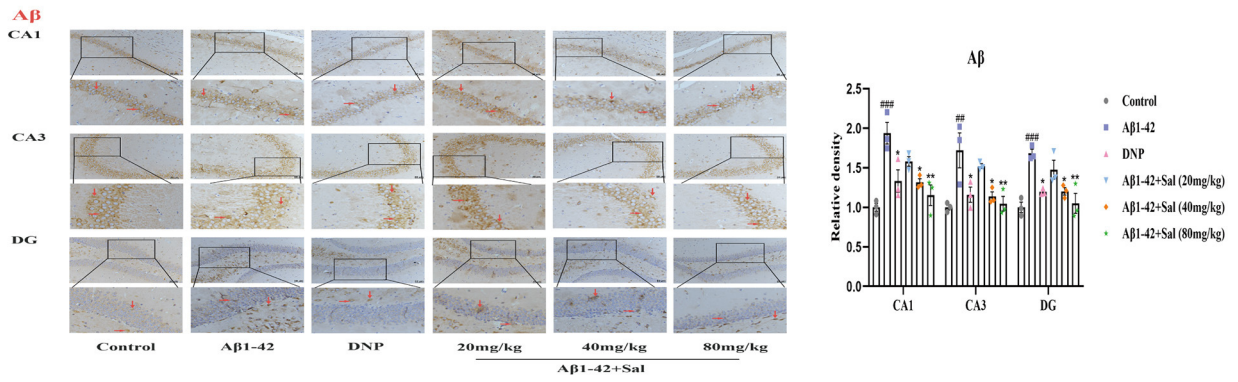 Aβ
CA1
CA3
DG
Control
Aβ1-42
DNP
20mg/kg
40mg/kg
80mg/kg
Aβ1-42+Sal
Aβ
Relative density
2.5
2.0
1.5
1.0
0.5
0.0
###
*
*
**
##
*
*
**
###
*
*
**
CA1
CA3
DG
Control
Aβ1-42
DNP
Aβ1-42+Sal (20mg/kg)
Aβ1-42+Sal (40mg/kg)
Aβ1-42+Sal (80mg/kg)